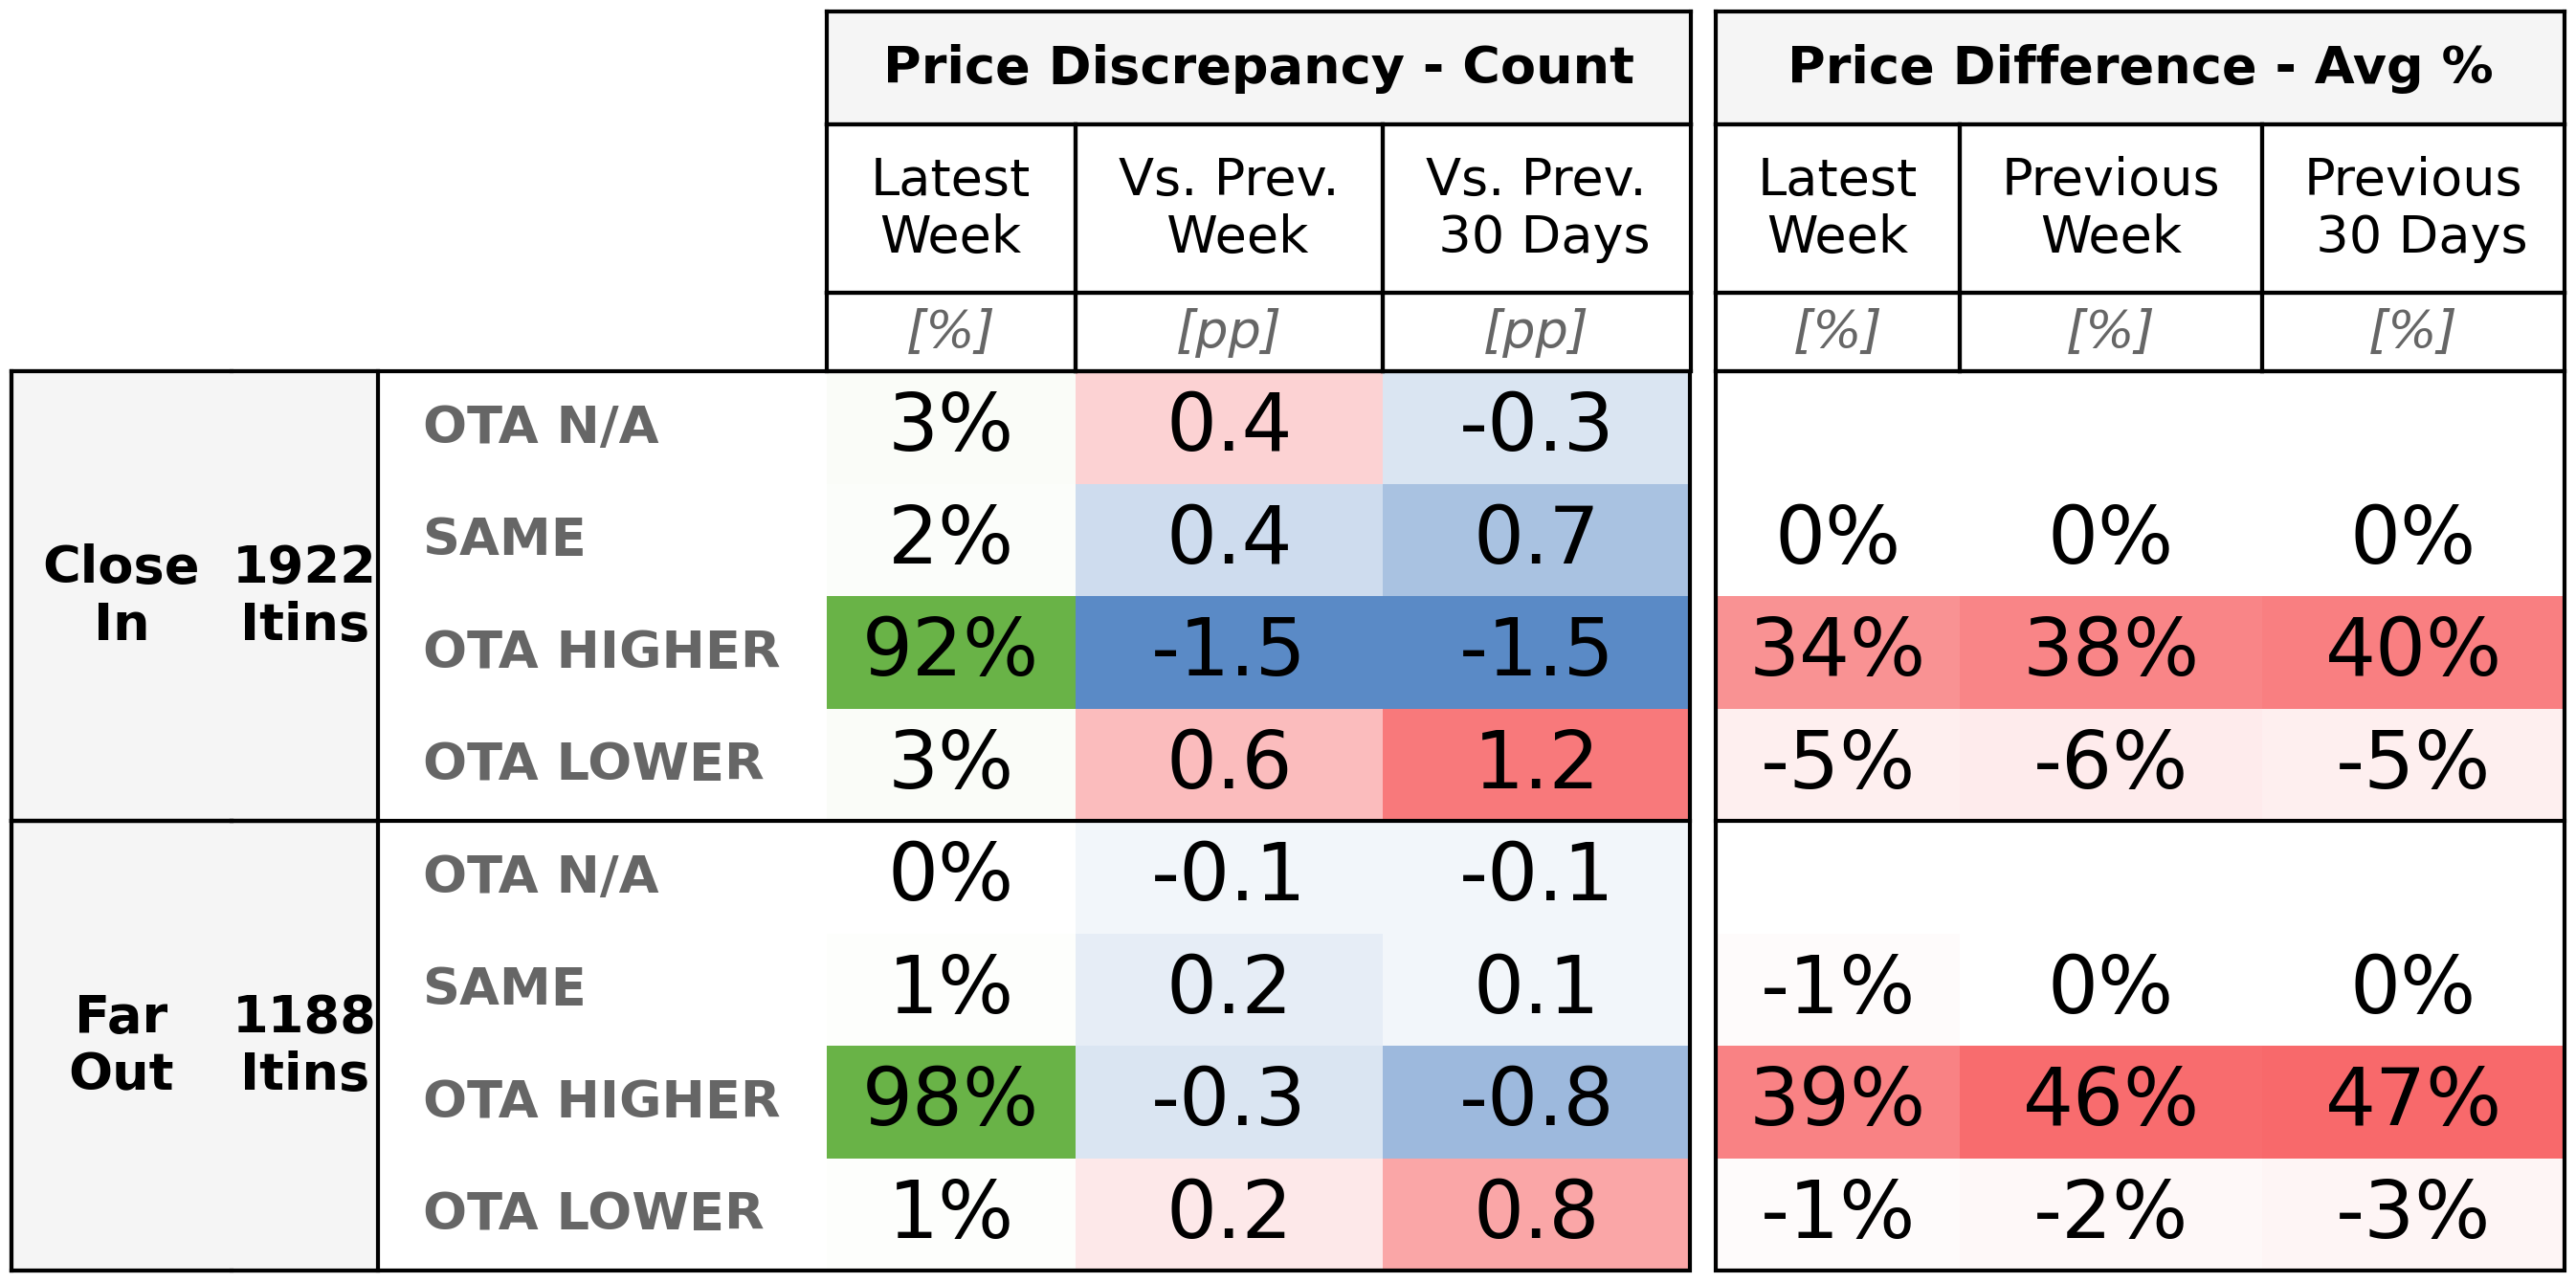 Price Discrepancy - Count Price Difference - Avg %
Latest Week Vs. Prev. Week Vs. Prev. 30 Days Latest Week Previous Week Previous 30 Days
[%] [pp] [pp] [%] [%] [%]
Close In 1922 Itins
OTA N/A 3% 0.4 -0.3
SAME 2% 0.4 0.7 0% 0% 0%
OTA HIGHER 92% -1.5 -1.5 34% 38% 40%
OTA LOWER 3% 0.6 1.2 -5% -6% -5%
Far Out 1188 Itins
OTA N/A 0% -0.1 -0.1
SAME 1% 0.2 0.1 -1% 0% 0%
OTA HIGHER 98% -0.3 -0.8 39% 46% 47%
OTA LOWER 1% 0.2 0.8 -1% -2% -3%